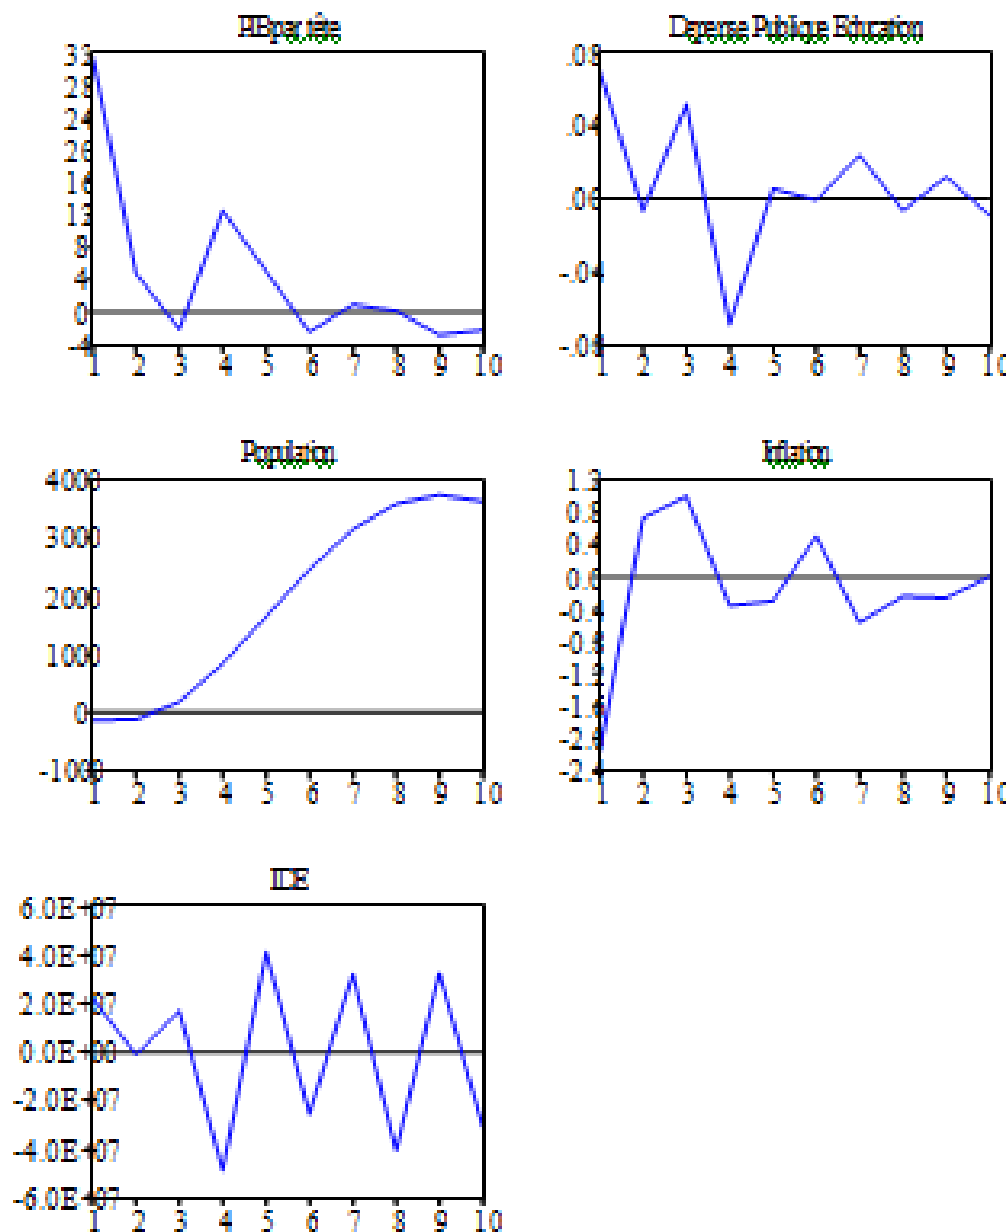 PIB par tête
32
28
24
20
16
12
8
4
0
-4
1 2 3 4 5 6 7 8 9 10
Depense Publique Education
.08
.04
.00
-.04
-.08
1 2 3 4 5 6 7 8 9 10
Population
4000
3000
2000
1000
0
-1000
1 2 3 4 5 6 7 8 9 10
Inflation
1.2
0.8
0.4
0.0
-0.4
-0.8
-1.2
-1.6
-2.0
-2.4
1 2 3 4 5 6 7 8 9 10
IDE
6.0E+07
4.0E+07
2.0E+07
0.0E+00
-2.0E+07
-4.0E+07
-6.0E+07
1 2 3 4 5 6 7 8 9 10